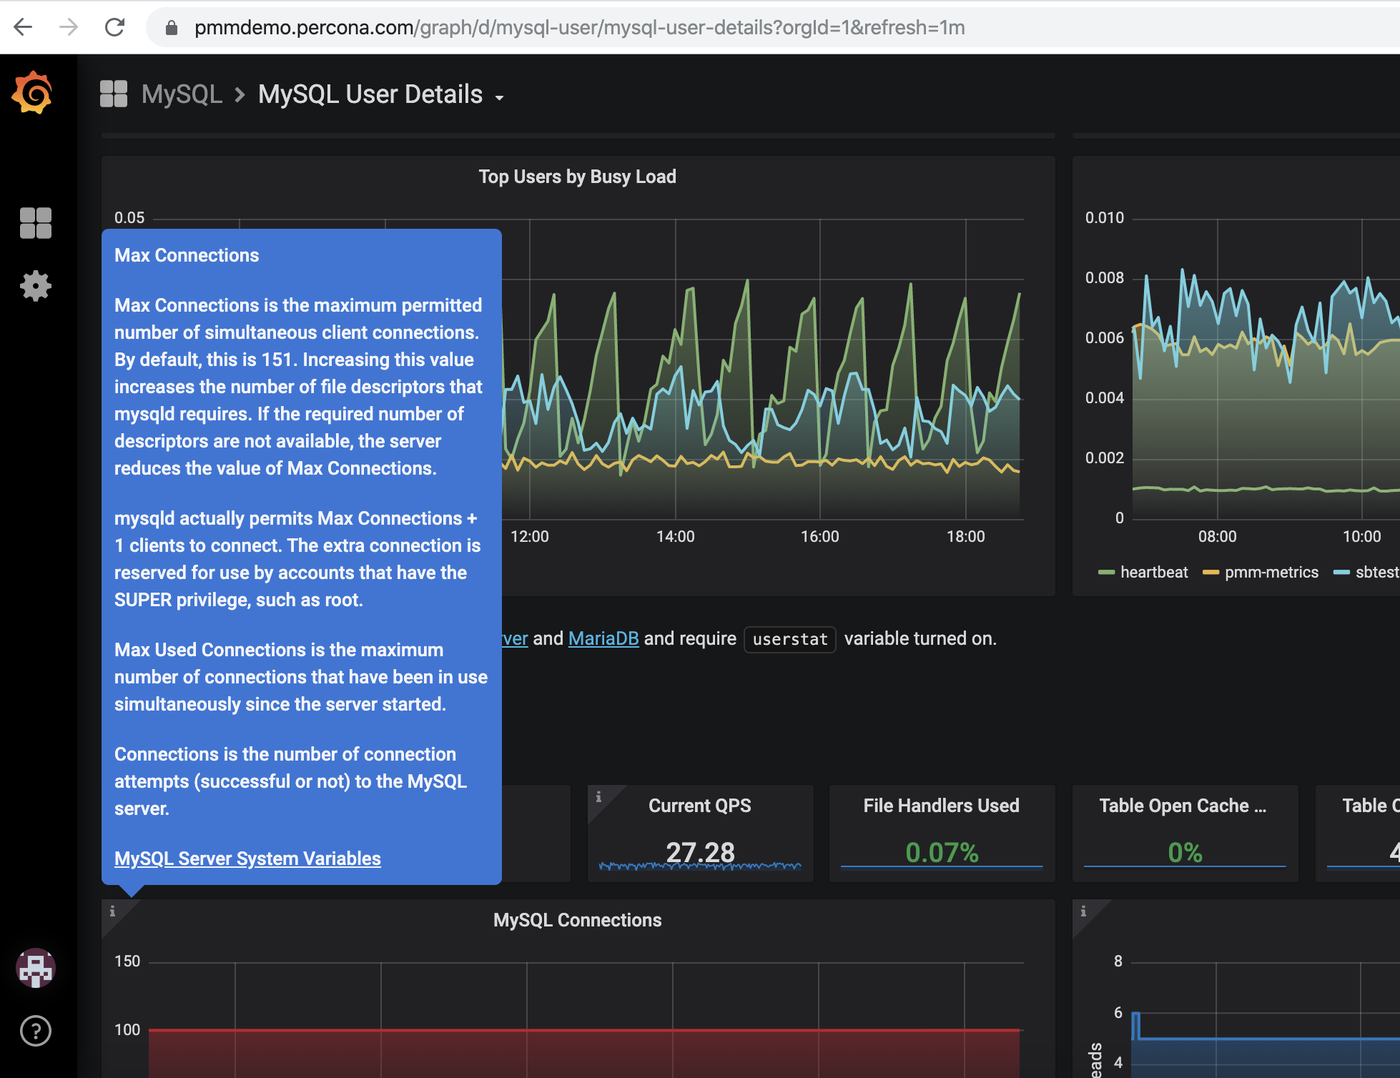 pmmdemo.percona.com/graph/d/mysql-user/mysql-user-details?orgId=1&refresh=1m
MySQL > MySQL User Details
Top Users by Busy Load
0.05
12:00 14:00 16:00 18:00
0.010
0.008
0.006
0.004
0.002
0
08:00 10:00
heartbeat pmm-metrics sbtest
Max Connections
Max Connections is the maximum permitted
number of simultaneous client connections.
By default, this is 151. Increasing this value
increases the number of file descriptors that
mysqld requires. If the required number of
descriptors are not available, the server
reduces the value of Max Connections.
mysqld actually permits Max Connections +
1 clients to connect. The extra connection is
reserved for use by accounts that have the
SUPER privilege, such as root.
Max Used Connections is the maximum
number of connections that have been in use
simultaneously since the server started.
Connections is the number of connection
attempts (successful or not) to the MySQL
server.
MySQL Server System Variables
and MariaDB and require userstat variable turned on.
i
Current QPS
27.28
File Handlers Used
0.07%
Table Open Cache ...
0%
Table
4
i
MySQL Connections
150
100
i
8
6
4
?